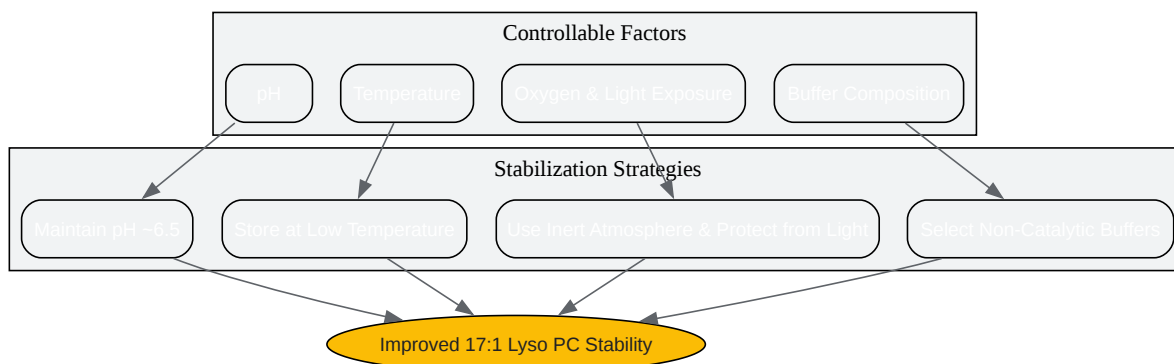 Controllable Factors
pH
Temperature
Oxygen & Light Exposure
Buffer Composition
Stabilization Strategies
Maintain pH ~6.5
Store at Low Temperature
Use Inert Atmosphere & Protect from Light
Select Non-Catalytic Buffers
Improved 17:1 Lyso PC Stability